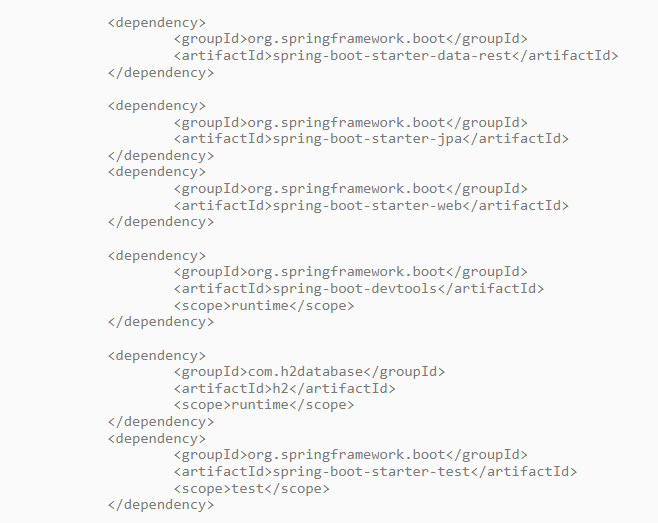 <dependency>
<groupId>org.springframework.boot</groupId>
<artifactId>spring-boot-starter-data-rest</artifactId>
</dependency>
<dependency>
<groupId>org.springframework.boot</groupId>
<artifactId>spring-boot-starter-jpa</artifactId>
</dependency>
<dependency>
<groupId>org.springframework.boot</groupId>
<artifactId>spring-boot-starter-web</artifactId>
</dependency>
<dependency>
<groupId>org.springframework.boot</groupId>
<artifactId>spring-boot-devtools</artifactId>
<scope>runtime</scope>
</dependency>
<dependency>
<groupId>com.h2database</groupId>
<artifactId>h2</artifactId>
<scope>runtime</scope>
</dependency>
<dependency>
<groupId>org.springframework.boot</groupId>
<artifactId>spring-boot-starter-test</artifactId>
<scope>test</scope>
</dependency>